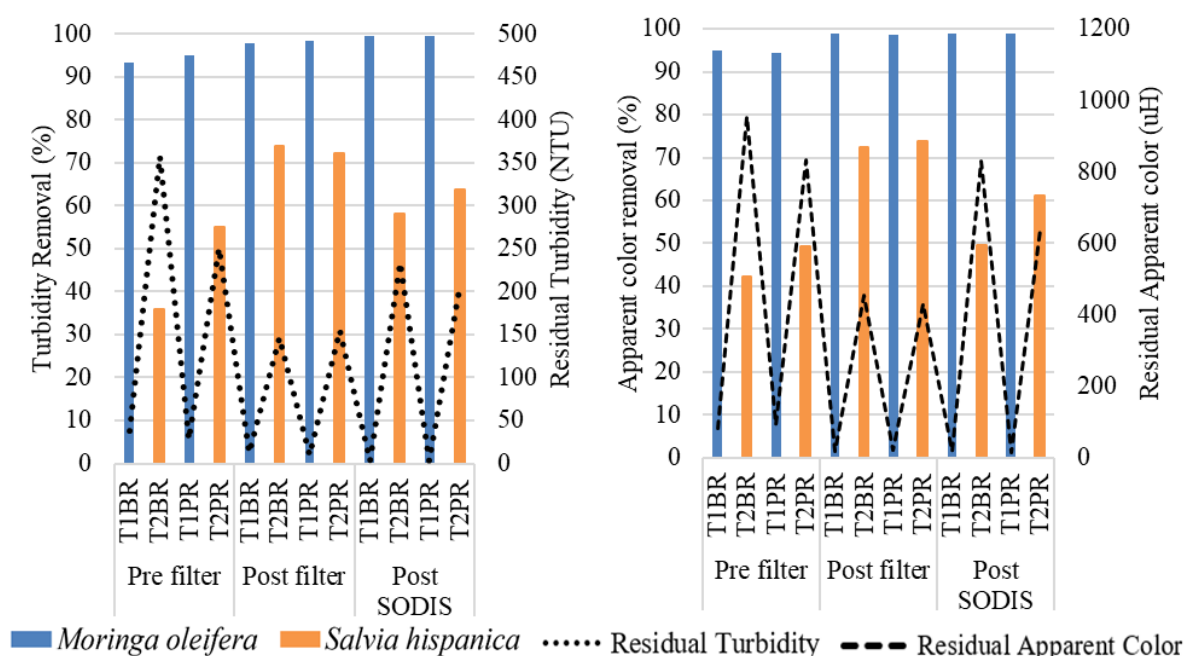 Turbidity Removal (%)
100
90
80
70
60
50
40
30
20
10
0
500
450
400
350
300
250
200
150
100
50
0
Residual Turbidity (NTU)
T1BR
T2BR
T1PR
T2PR
T1BR
T2BR
T1PR
T2PR
T1BR
T2BR
T1PR
T2PR
Pre filter
Post filter
Post
SODIS
Apparent color removal (%)
100
90
80
70
60
50
40
30
20
10
0
1200
1000
800
600
400
200
0
Residual Apparent color (uH)
T1BR
T2BR
T1PR
T2PR
T1BR
T2BR
T1PR
T2PR
T1BR
T2BR
T1PR
T2PR
Pre filter
Post filter
Post
SODIS
Moringa oleifera
Salvia hispanica
Residual Turbidity
Residual Apparent Color